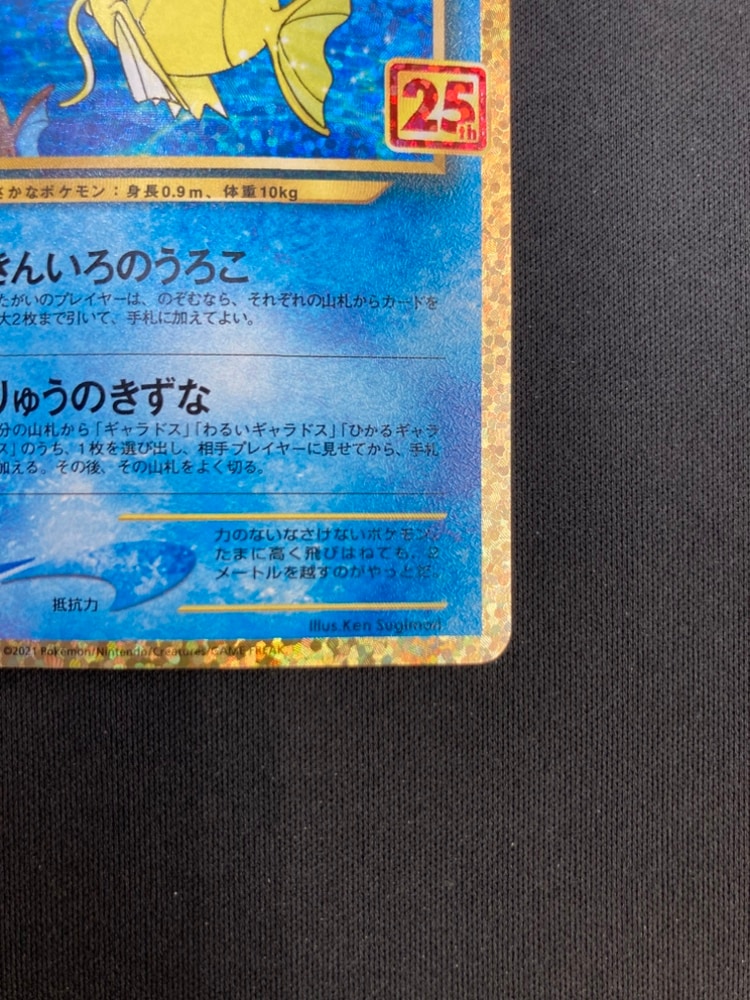 25th
さかなポケモン：身長0.9m、体重10kg
きんいろのうろこ
たがいのプレイヤーは、のぞむなら、それぞれの山札からカードを
大2枚まで引いて、手札に加えてよい。
りゅうのきずな
分の山札から「ギャラドス」「わるいギャラドス」「ひかるギャラ
ス」のうち、1枚を選び出し、相手プレイヤーに見せてから、手札
加える。その後、その山札をよく切る。
力のないなさけないポケモン。
たまに高く飛びはねても、2
メートルを越すのがやっとだ。
抵抗力
Illus.Ken Sugimori
©2021 Pokémon/Nintendo/Creatures/GAME FREAK